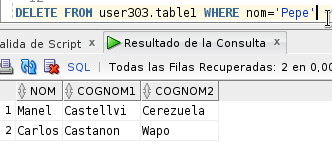 DELETE FROM user303.table1 WHERE nom='Pepe'
alida de Script × Resultado de la Consulta ×
SQL | Todas las Filas Recuperadas: 2 en 0,00
NOM COGNOM1 COGNOM2
1 Manel Castellvi Cerezuela
2 Carlos Castanon Wapo